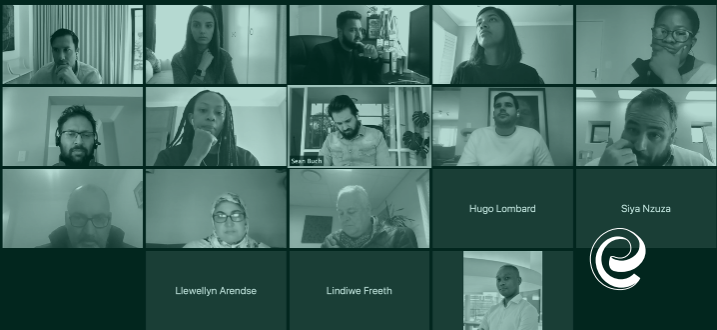 Sean Buch
Hugo Lombard
Siya Nzuza
Llewellyn Arendse
Lindiwe Freeth